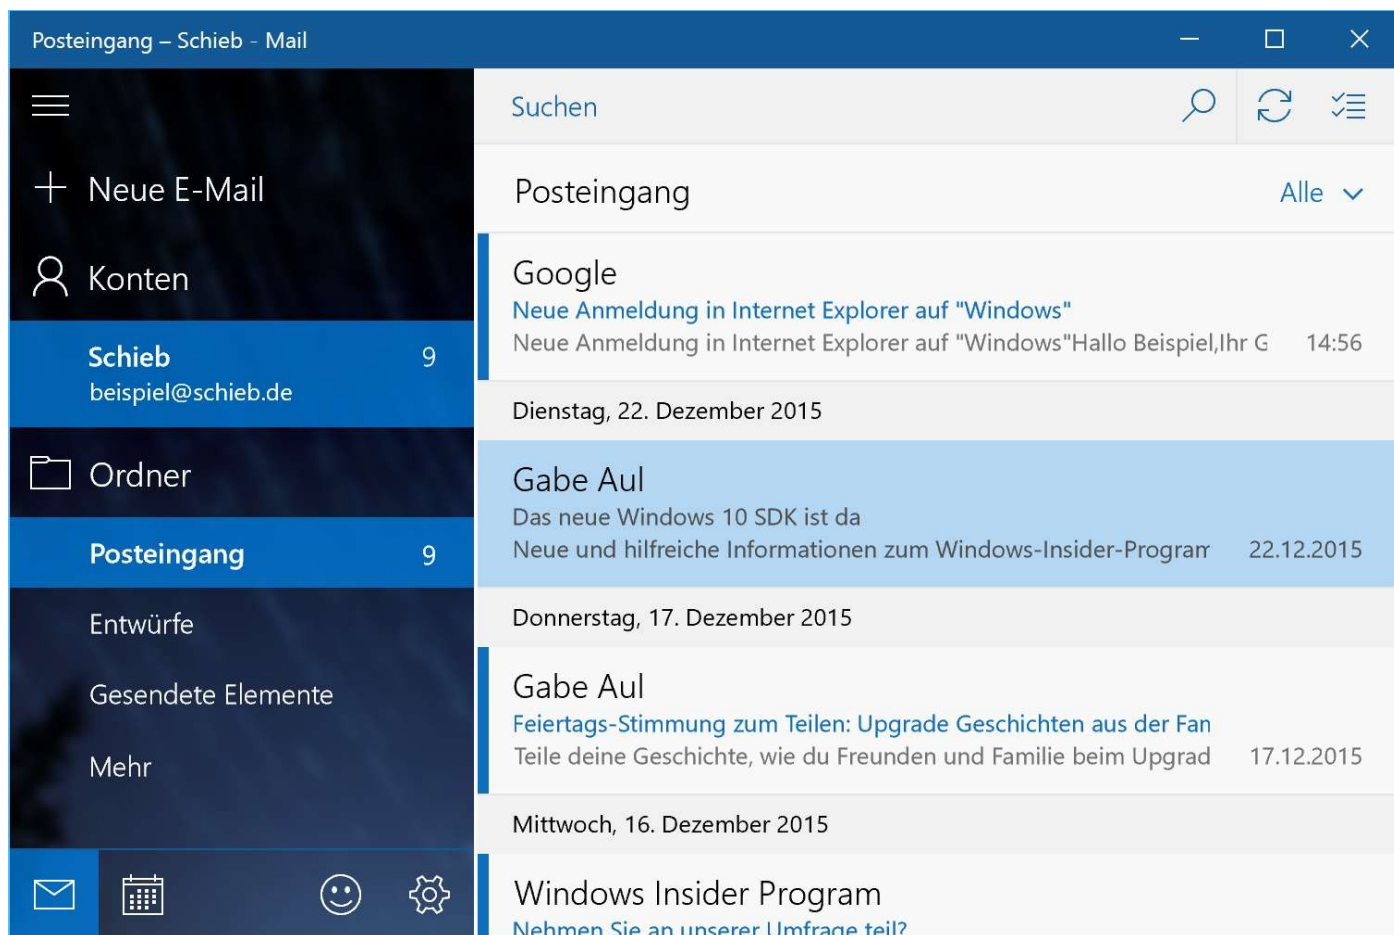 Posteingang – Schieb - Mail
Suchen
Neue E-Mail
Konten
Schieb 9
beispiel@schieb.de
Ordner
Posteingang 9
Entwürfe
Gesendete Elemente
Mehr
Posteingang Alle
Google
Neue Anmeldung in Internet Explorer auf "Windows"
Neue Anmeldung in Internet Explorer auf "Windows"Hallo Beispiel,Ihr G 14:56
Dienstag, 22. Dezember 2015
Gabe Aul
Das neue Windows 10 SDK ist da
Neue und hilfreiche Informationen zum Windows-Insider-Program 22.12.2015
Donnerstag, 17. Dezember 2015
Gabe Aul
Feiertags-Stimmung zum Teilen: Upgrade Geschichten aus der Fan
Teile deine Geschichte, wie du Freunden und Familie beim Upgrad 17.12.2015
Mittwoch, 16. Dezember 2015
Windows Insider Program
Nehmen Sie an unserer Umfrage teil?